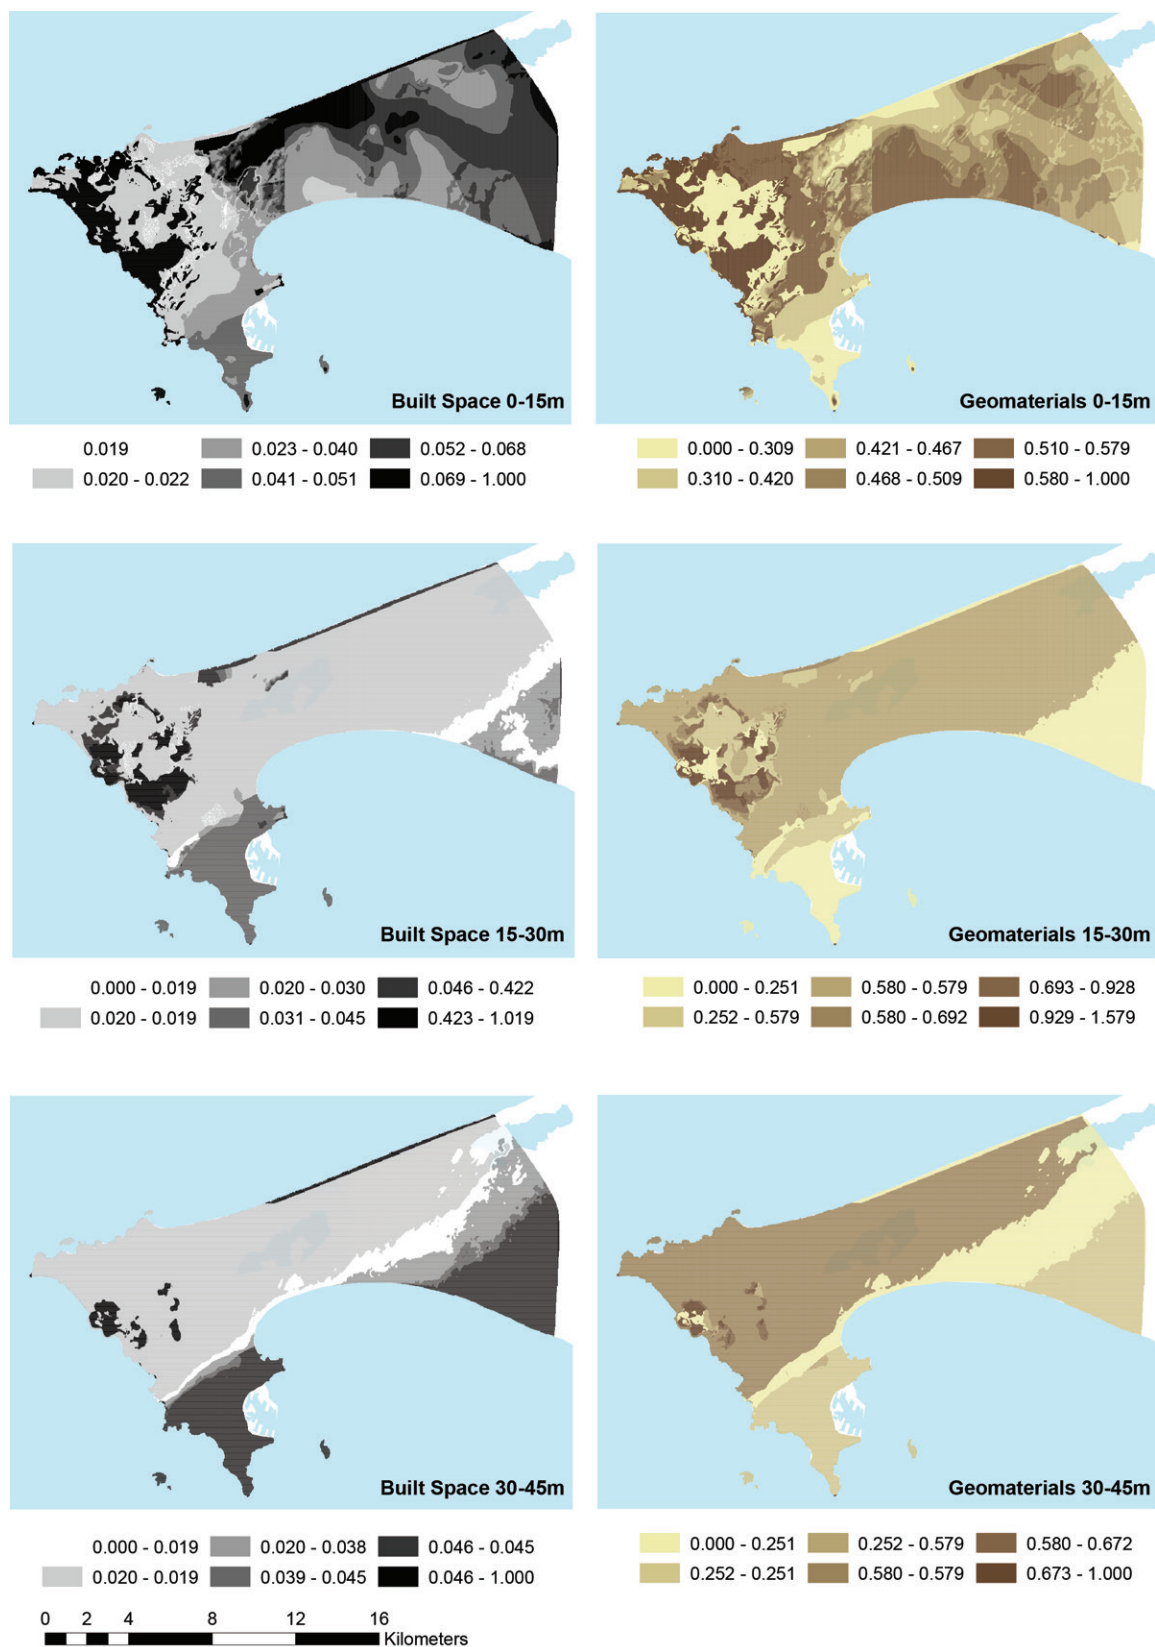 Built Space 0-15m
Geomaterials 0-15m
0.019 0.023 - 0.040 0.052 - 0.068
0.020 - 0.022 0.041 - 0.051 0.069 - 1.000
0.000 - 0.309 0.421 - 0.467 0.510 - 0.579
0.310 - 0.420 0.468 - 0.509 0.580 - 1.000
Built Space 15-30m
Geomaterials 15-30m
0.000 - 0.019 0.020 - 0.030 0.046 - 0.422
0.020 - 0.019 0.031 - 0.045 0.423 - 1.019
0.000 - 0.251 0.580 - 0.579 0.693 - 0.928
0.252 - 0.579 0.580 - 0.692 0.929 - 1.579
Built Space 30-45m
Geomaterials 30-45m
0.000 - 0.019 0.020 - 0.038 0.046 - 0.045
0.020 - 0.019 0.039 - 0.045 0.046 - 1.000
0.000 - 0.251 0.252 - 0.579 0.580 - 0.672
0.252 - 0.251 0.580 - 0.579 0.673 - 1.000
0 2 4 8 12 16
Kilometers